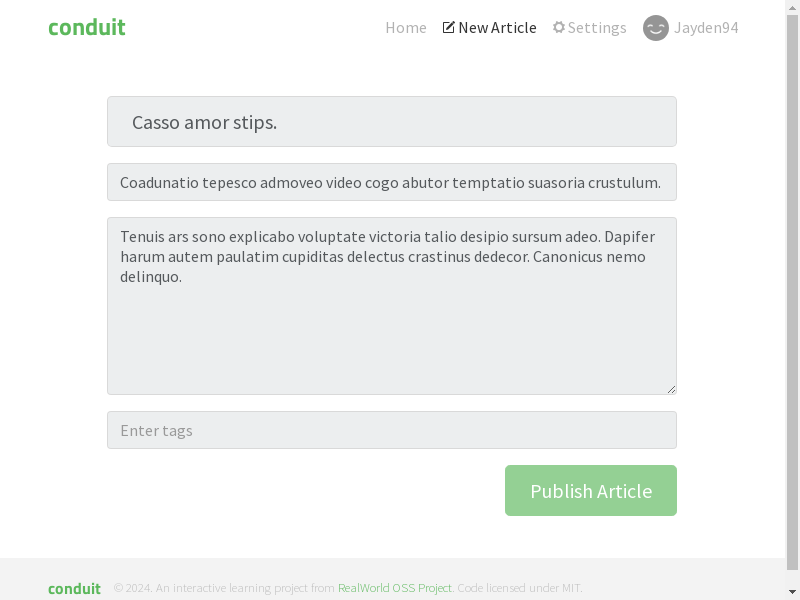 conduit
Home
New Article
Settings
Jayden94
Casso amor stips.
Coadunatio tepesco admoveo video cogo abutor temptatio suasoria crustulum.
Tenuis ars sono explicabo voluptate victoria talio desipio sursum adeo. Dapifer
harum autem paulatim cupiditas delectus crastinus dedecor. Canonicus nemo
delinquo.
Enter tags
Publish Article
conduit © 2024. An interactive learning project from RealWorld OSS Project. Code licensed under MIT.